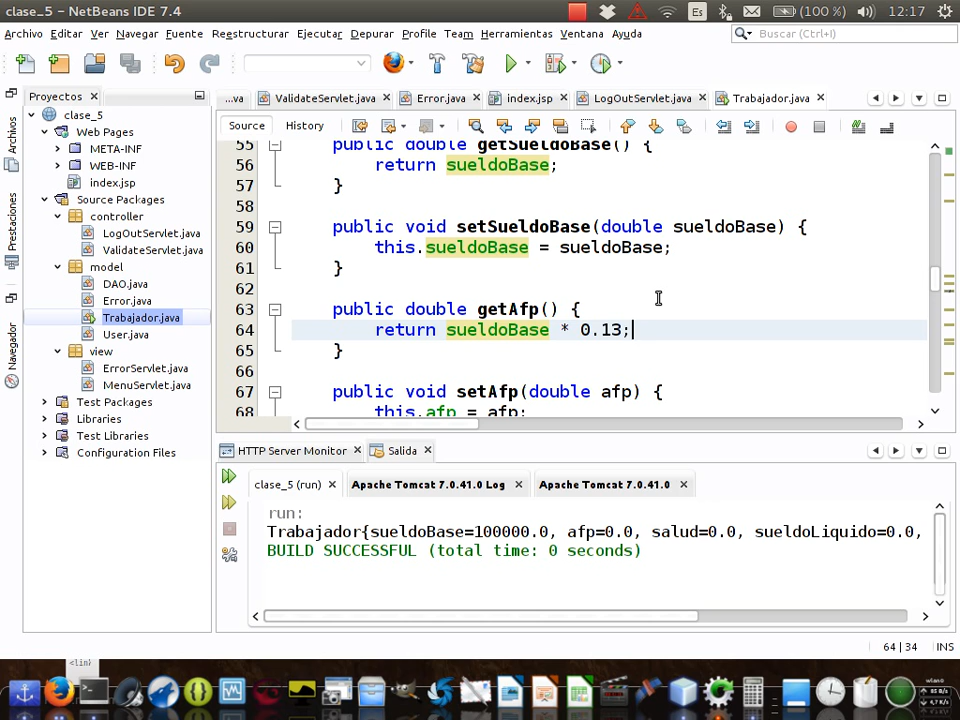 clase_5 – NetBeans IDE 7.4
Es
(100 %)
12:17
Archivo Editar Ver Navegar Fuente Reestructurar Ejecutar Depurar Profile Team Herramientas Ventana Ayuda
Buscar (Ctrl+I)
Proyectos
...va
ValidateServlet.java
Error.java
index.jsp
LogOutServlet.java
Trabajador.java
Archivos
Prestaciones
Navegador
clase_5
Web Pages
META-INF
WEB-INF
index.jsp
Source Packages
controller
LogOutServlet.java
ValidateServlet.java
model
DAO.java
Error.java
Trabajador.java
User.java
view
ErrorServlet.java
MenuServlet.java
Test Packages
Libraries
Test Libraries
Configuration Files
Source History
55 public double getSueldoBase() {
56 return sueldoBase;
57 }
58
59 public void setSueldoBase(double sueldoBase) {
60 this.sueldoBase = sueldoBase;
61 }
62
63 public double getAfp() {
64 return sueldoBase * 0.13;
65 }
66
67 public void setAfp(double afp) {
68 this.afp = afp;
HTTP Server Monitor
Salida
clase_5 (run)
Apache Tomcat 7.0.41.0 Log
Apache Tomcat 7.0.41.0
run:
Trabajador{sueldoBase=100000.0, afp=0.0, salud=0.0, sueldoLiquido=0.0,
BUILD SUCCESSFUL (total time: 0 seconds)
64 | 34
INS